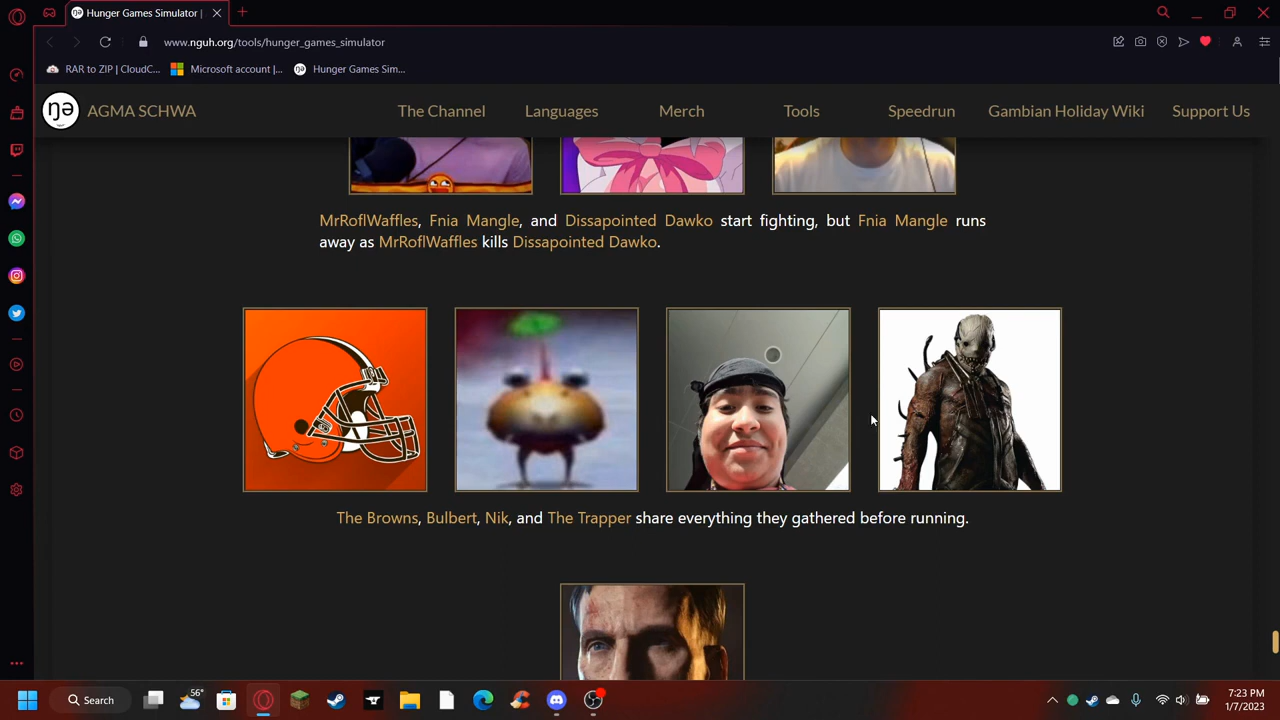 Hunger Games Simulator |
www.nguh.org/tools/hunger_games_simulator
RAR to ZIP | CloudC...
Microsoft account |...
Hunger Games Sim...
ŋə
AGMA SCHWA
The Channel
Languages
Merch
Tools
Speedrun
Gambian Holiday Wiki
Support Us
MrRoflWaffles, Fnia Mangle, and Dissapointed Dawko start fighting, but Fnia Mangle runs
away as MrRoflWaffles kills Dissapointed Dawko.
The Browns, Bulbert, Nik, and The Trapper share everything they gathered before running.
Search
56°
7:23 PM
1/7/2023